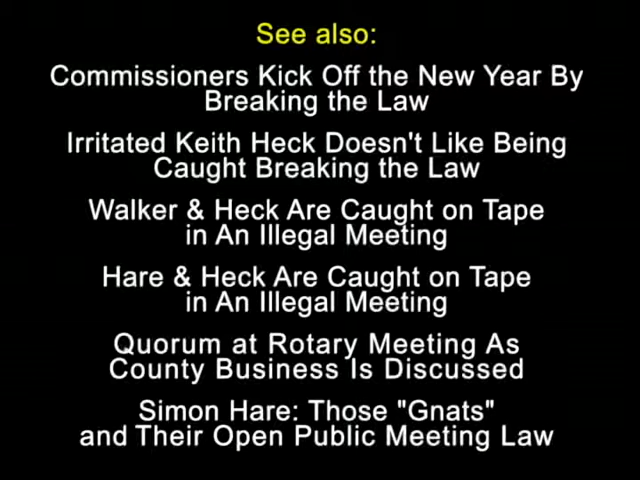 See also:
Commissioners Kick Off the New Year By
Breaking the Law
Irritated Keith Heck Doesn't Like Being
Caught Breaking the Law
Walker & Heck Are Caught on Tape
in An Illegal Meeting
Hare & Heck Are Caught on Tape
in An Illegal Meeting
Quorum at Rotary Meeting As
County Business Is Discussed
Simon Hare: Those "Gnats"
and Their Open Public Meeting Law